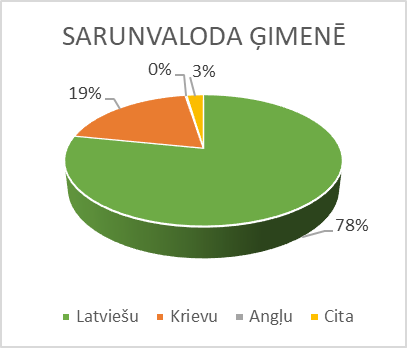 SARUNVALODA ĢIMENĒ
0% 3%
19%
78%
Latviešu Krievu Angļu Cita